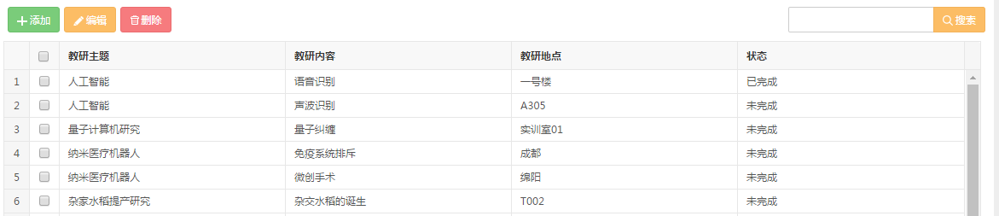 添加 编辑 删除 搜索
教研主题 教研内容 教研地点 状态
1 人工智能 语音识别 一号楼 已完成
2 人工智能 声波识别 A305 未完成
3 量子计算机研究 量子纠缠 实训室01 未完成
4 纳米医疗机器人 免疫系统排斥 成都 未完成
5 纳米医疗机器人 微创手术 绵阳 未完成
6 杂家水稻提产研究 杂交水稻的诞生 T002 未完成